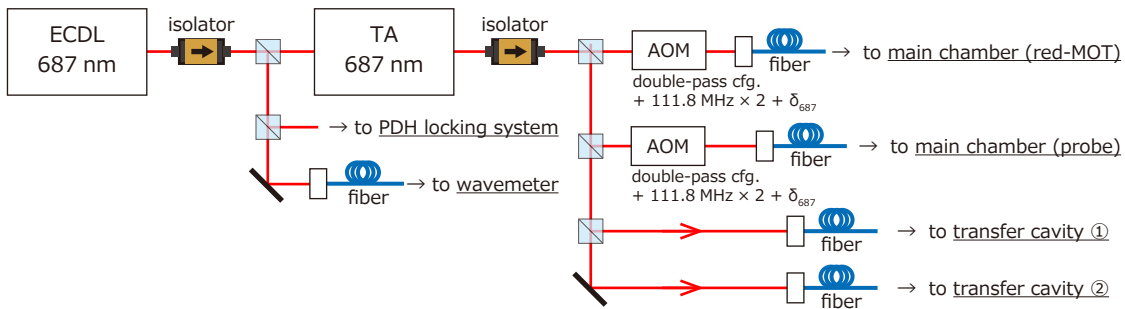 ECDL
687 nm
isolator
TA
687 nm
isolator
AOM
fiber
→ to main chamber (red-MOT)
double-pass cfg.
+ 111.8 MHz × 2 + δ687
→ to PDH locking system
AOM
fiber
→ to main chamber (probe)
double-pass cfg.
+ 111.8 MHz × 2 + δ687
fiber
→ to wavemeter
fiber
→ to transfer cavity ①
fiber
→ to transfer cavity ②